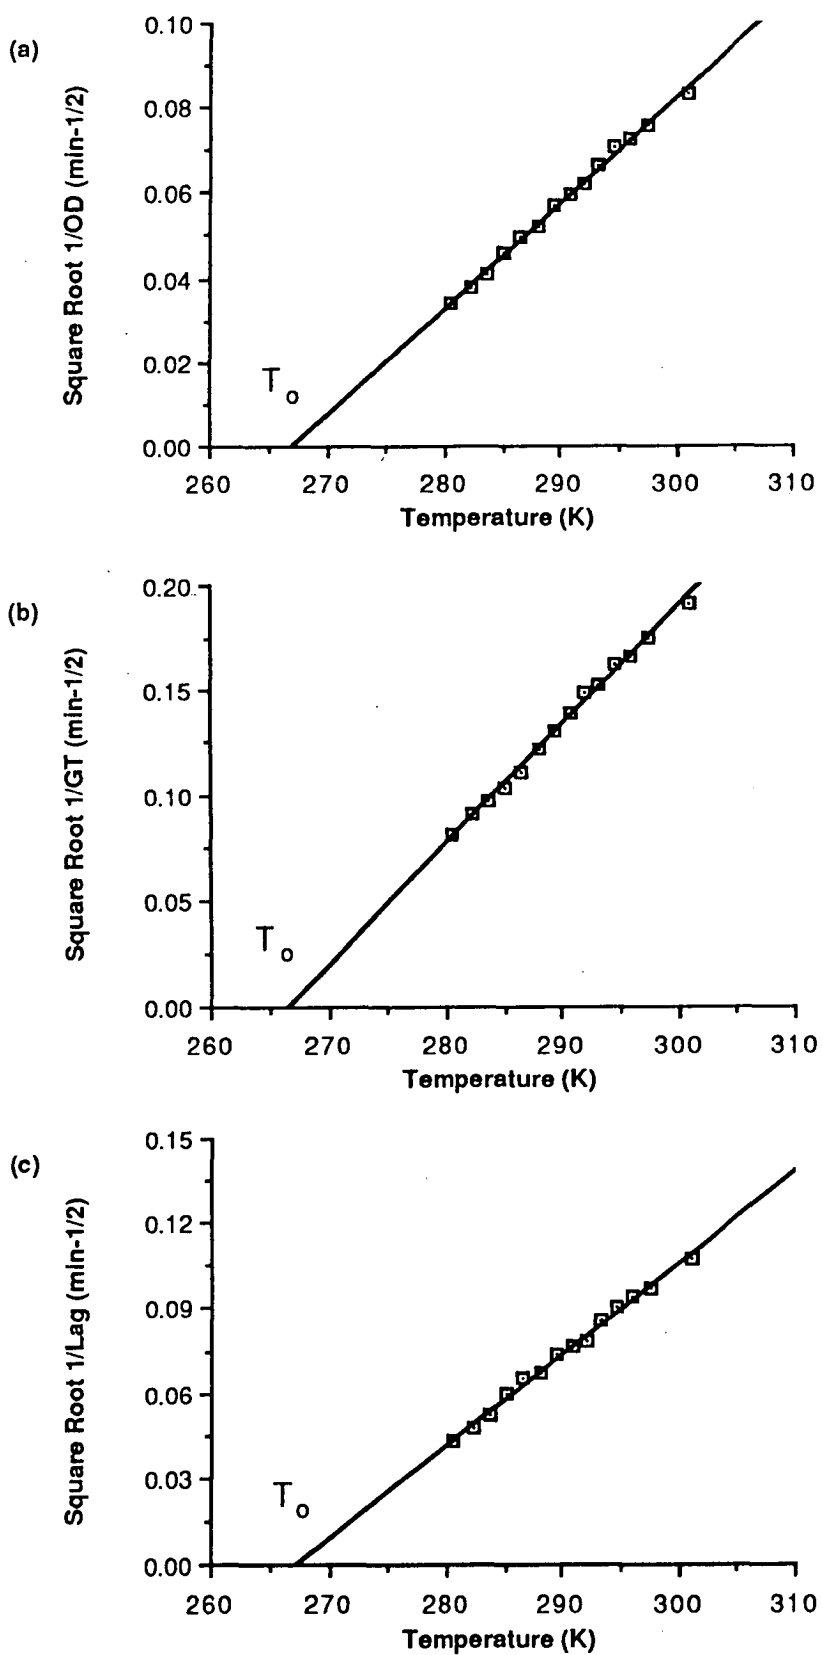 (a)
0.10
0.08
0.06
0.04
0.02
0.00
Square Root 1/OD (min-1/2)
To
260 270 280 290 300 310
Temperature (K)
(b)
0.20
0.15
0.10
0.05
0.00
Square Root 1/GT (min-1/2)
To
260 270 280 290 300 310
Temperature (K)
(c)
0.15
0.12
0.09
0.06
0.03
0.00
Square Root 1/Lag (min-1/2)
To
260 270 280 290 300 310
Temperature (K)